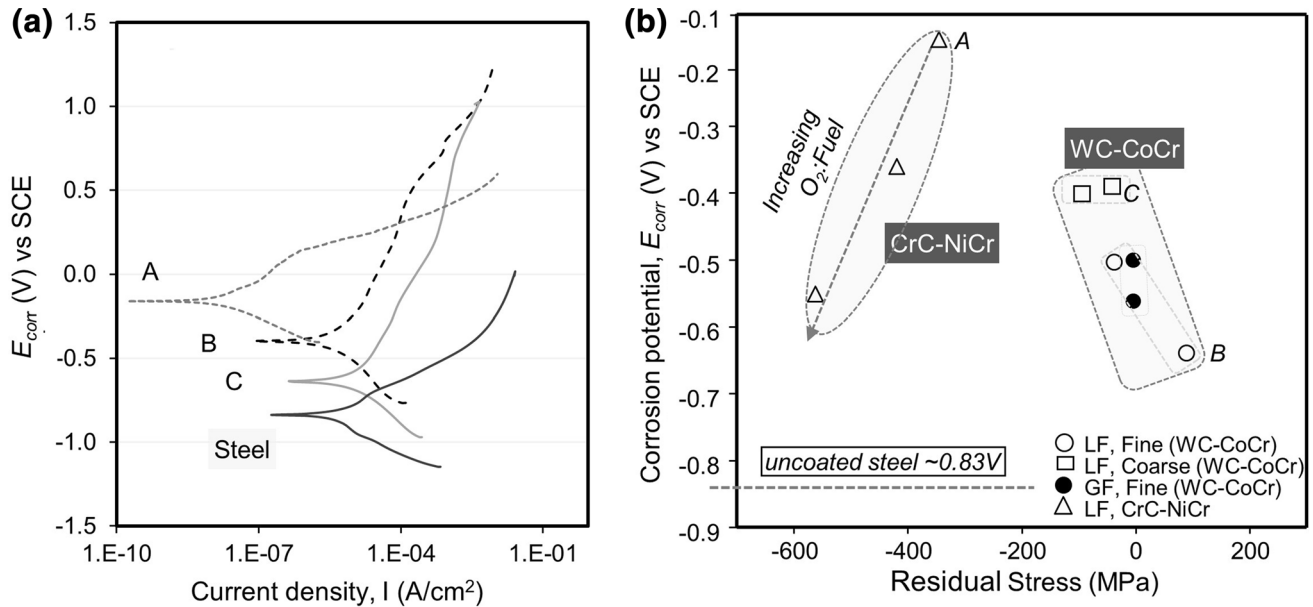 (a)
1.5
1.0
0.5
0.0
-0.5
-1.0
-1.5
E_corr (V) vs SCE
A
B
C
Steel
1.E-10
1.E-07
1.E-04
1.E-01
Current density, I (A/cm²)
(b)
-0.1
-0.2
-0.3
-0.4
-0.5
-0.6
-0.7
-0.8
-0.9
Corrosion potential, E_corr (V) vs SCE
A
Increasing
O₂:Fuel
CrC-NiCr
WC-CoCr
C
B
uncoated steel ~0.83V
LF, Fine (WC-CoCr)
LF, Coarse (WC-CoCr)
GF, Fine (WC-CoCr)
LF, CrC-NiCr
-600
-400
-200
0
200
Residual Stress (MPa)